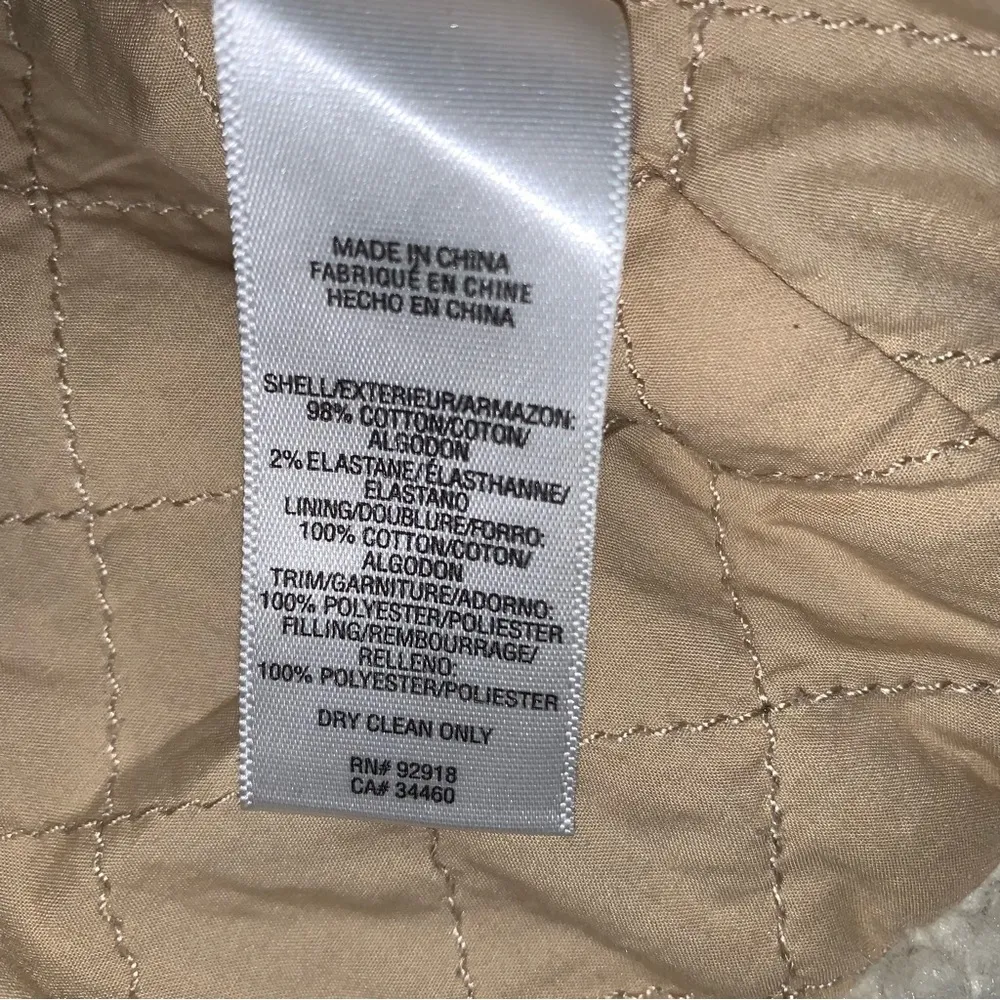 MADE IN CHINA
FABRIQUÉ EN CHINE
HECHO EN CHINA
SHELL/EXTERIEUR/ARMAZON:
98% COTTON/COTON/
ALGODON
2% ELASTANE/ÉLASTHANNE/
ELASTANO
LINING/DOUBLURE/FORRO:
100% COTTON/COTON/
ALGODON
TRIM/GARNITURE/ADORNO:
100% POLYESTER/POLIESTER
FILLING/REMBOURRAGE/
RELLENO:
100% POLYESTER/POLIESTER
DRY CLEAN ONLY
RN# 92918
CA# 34460